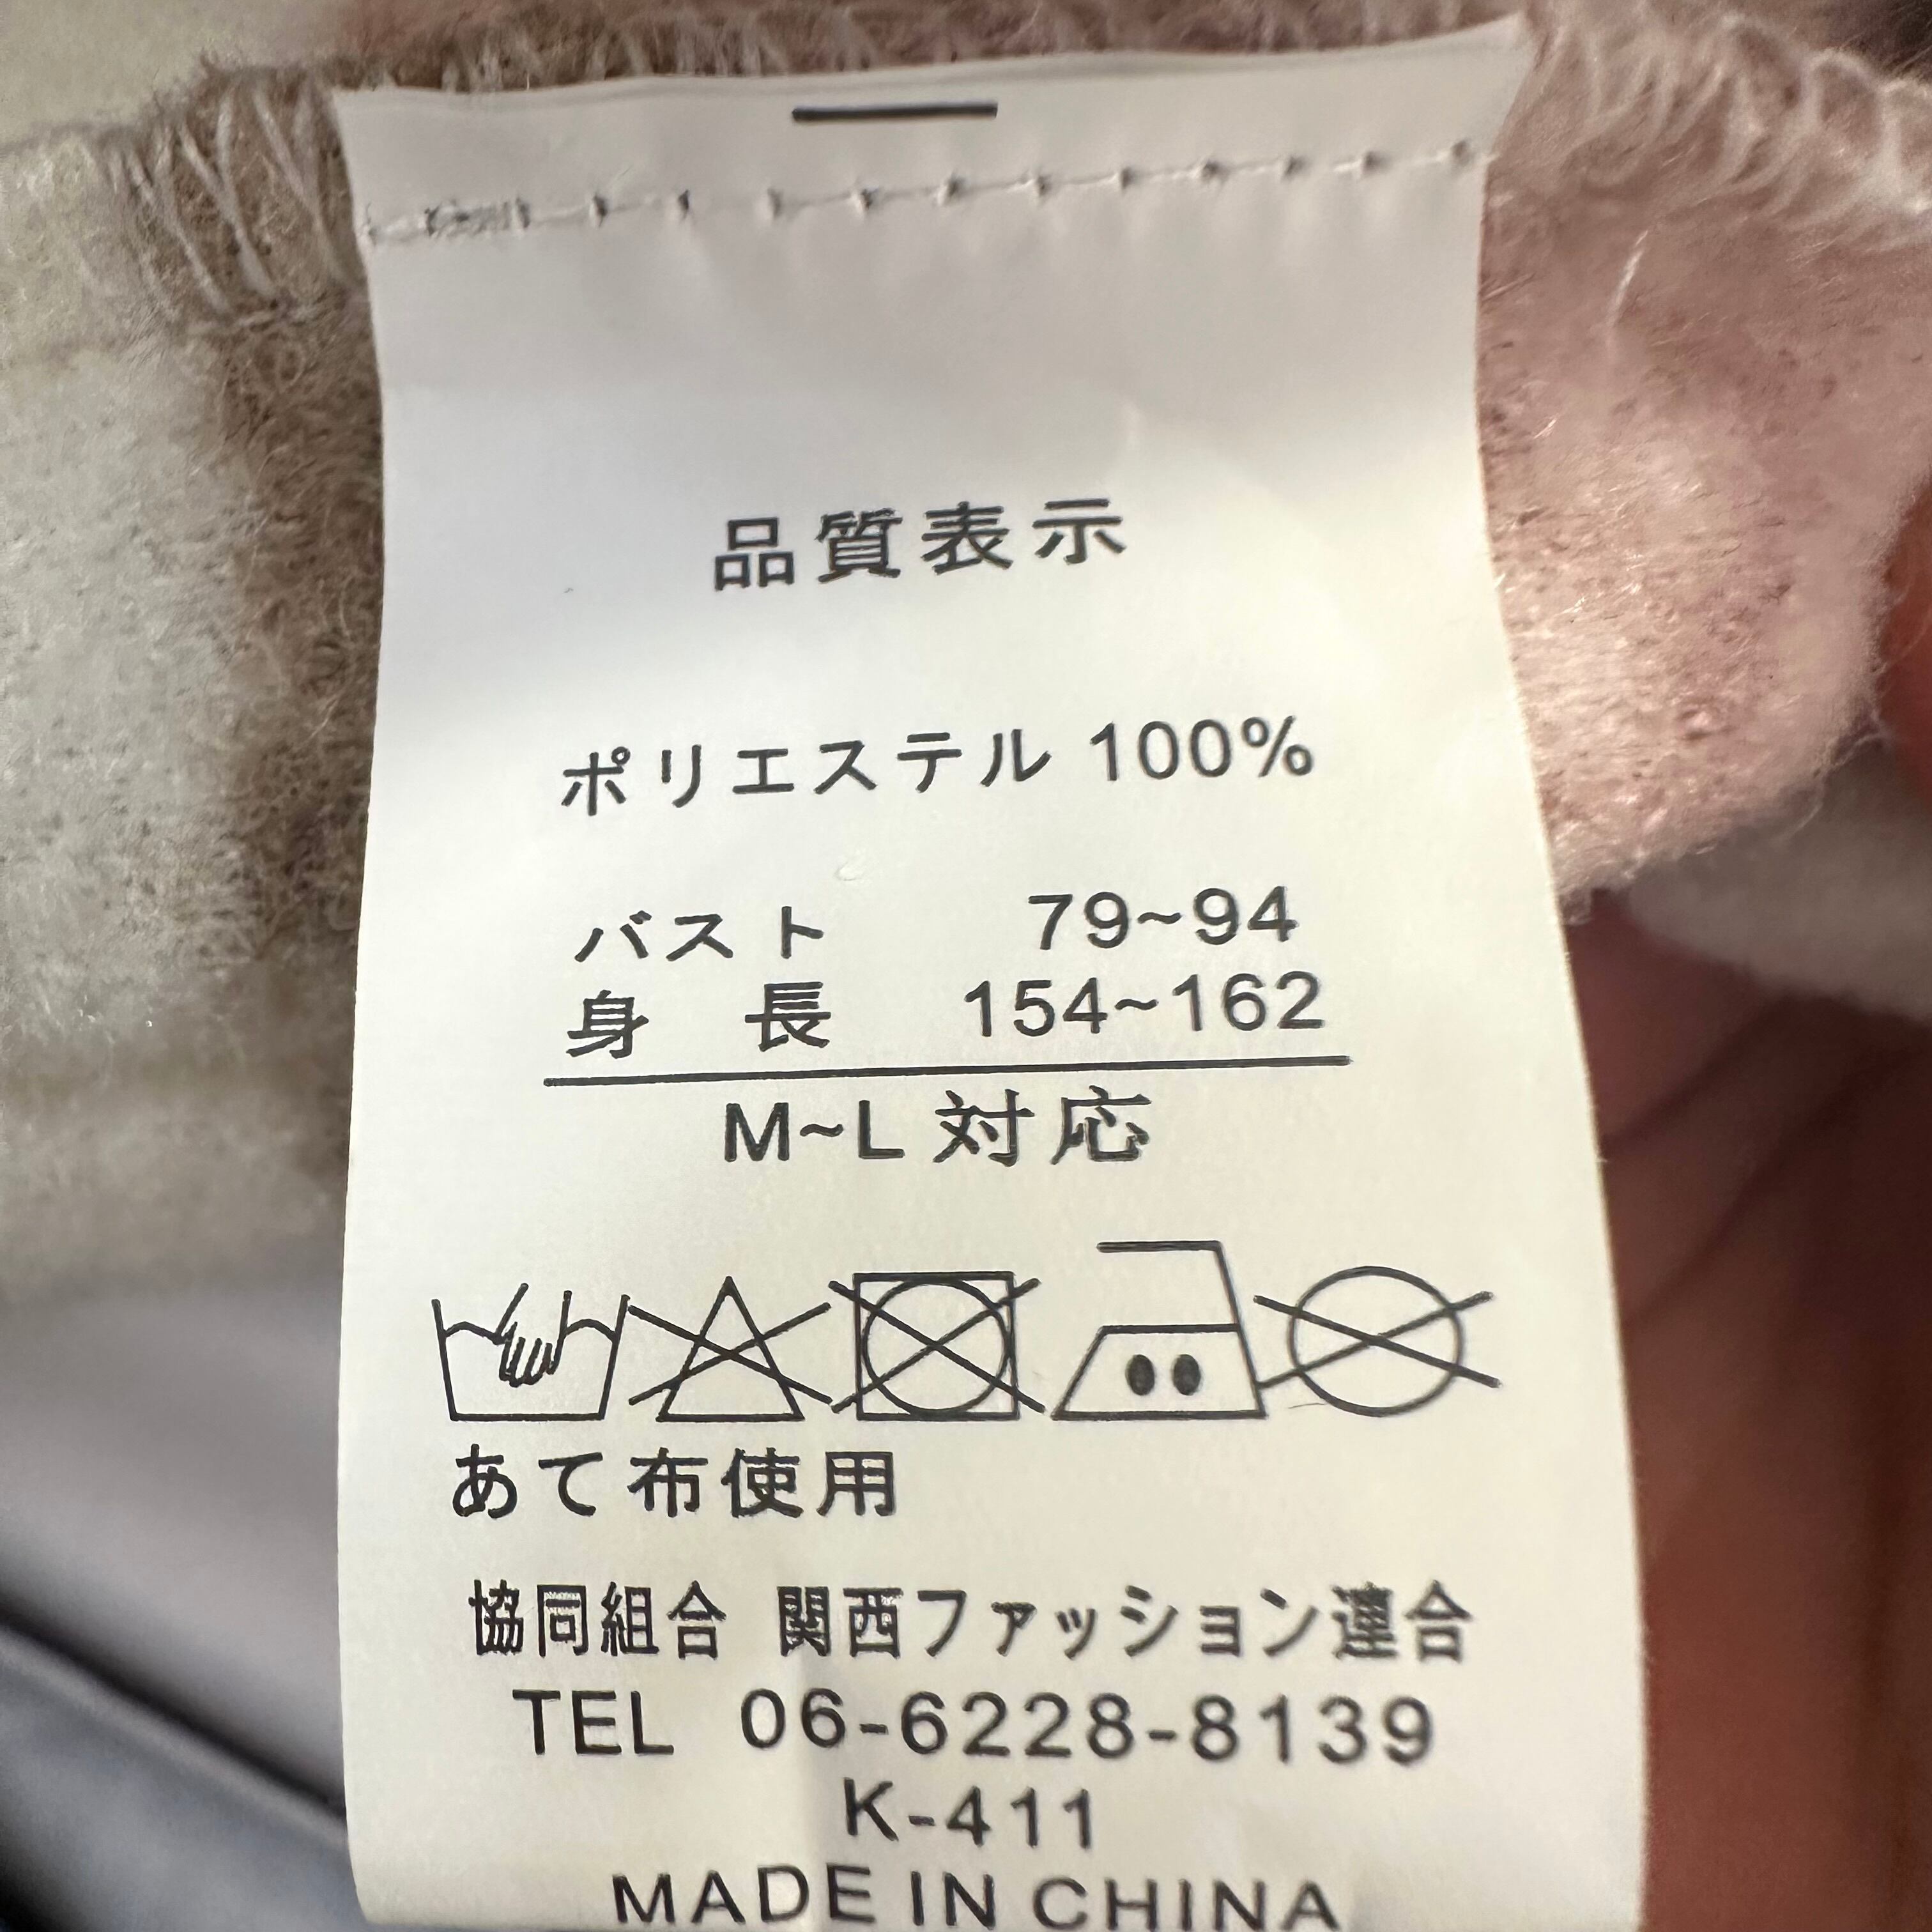 品質表示
ポリエステル 100%
バスト 79~94
身長 154~162
M~L 対応
あて布使用
協同組合 関西ファッション連合
TEL 06-6228-8139
K-411
MADE IN CHINA